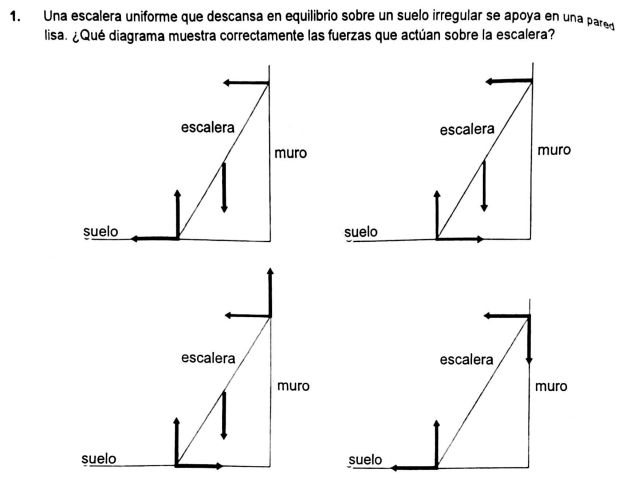 1. Una escalera uniforme que descansa en equilibrio sobre un suelo irregular se apoya en una pared
lisa. ¿Qué diagrama muestra correctamente las fuerzas que actúan sobre la escalera?
escalera
muro
suelo
escalera
muro
suelo
escalera
muro
suelo
escalera
muro
suelo